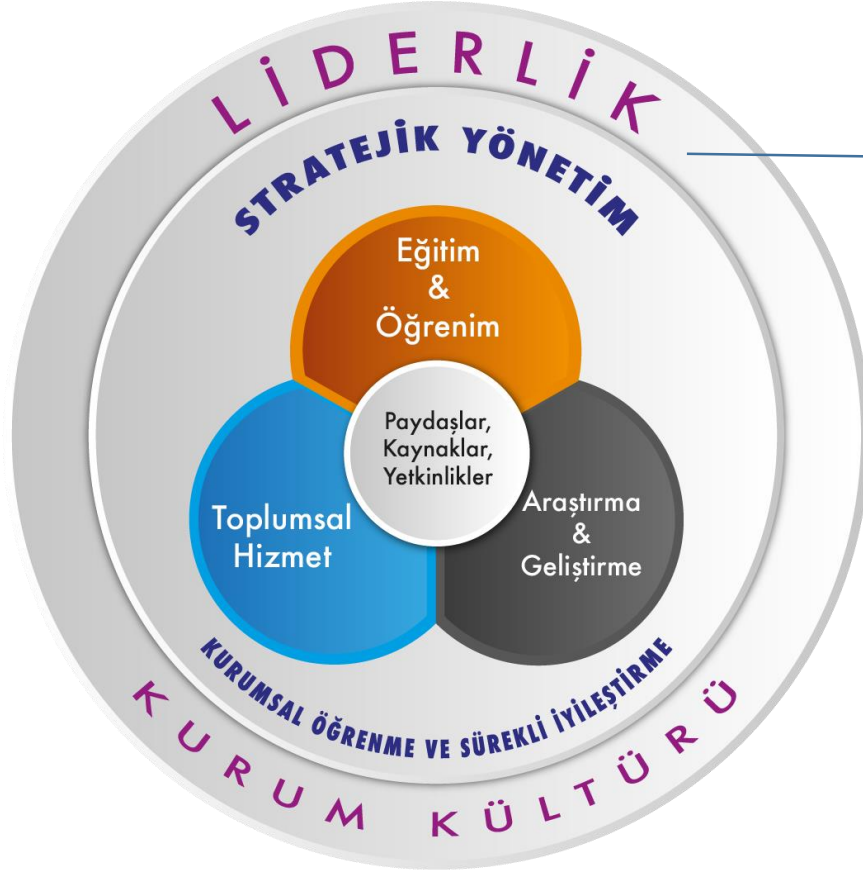 LİDERLİK
STRATEJİK YÖNETİM
Eğitim
&
Öğrenim
Paydaşlar,
Kaynaklar,
Yetkinlikler
Toplumsal
Hizmet
Araştırma
&
Geliştirme
KURUMSAL ÖĞRENME VE SÜREKLİ İYİLEŞTİRME
KURUM KÜLTÜRÜ